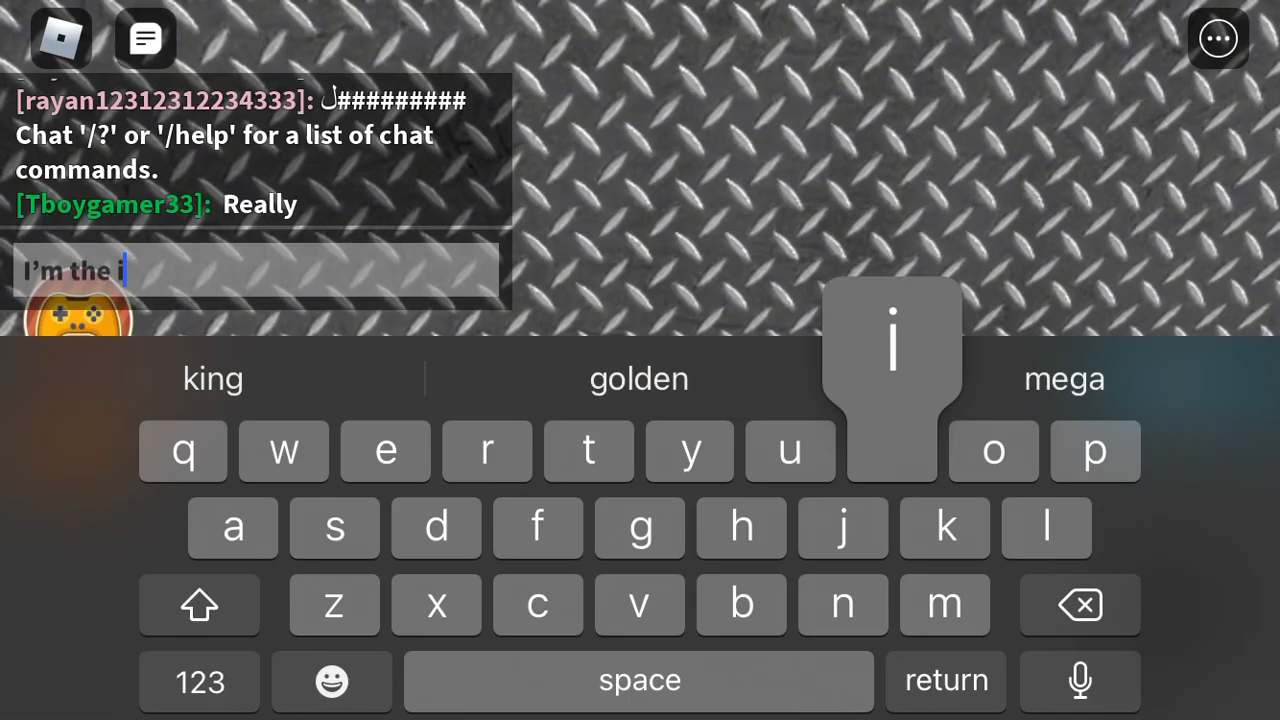 [rayan12312312234333]: ل#########
Chat '/?' or '/help' for a list of chat
commands.
[Tboygamer33]: Really
I'm the i
i
king golden mega
q w e r t y u o p
a s d f g h j k l
z x c v b n m
123 space return